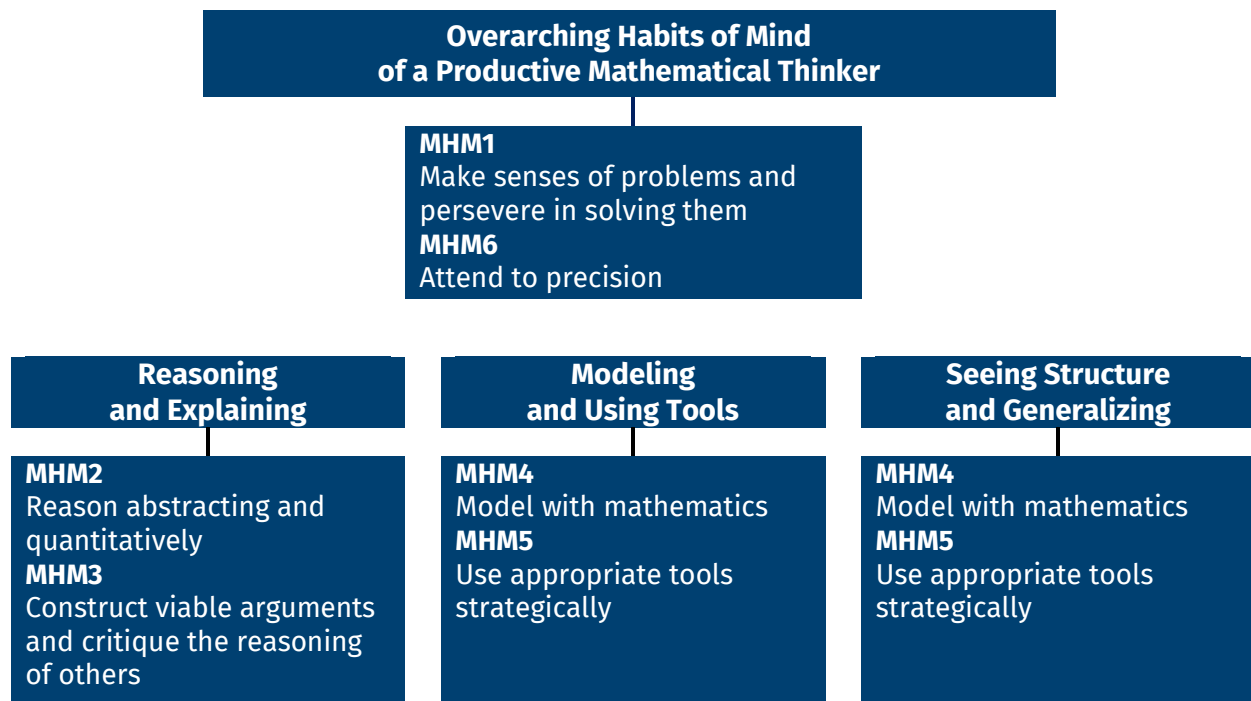 Overarching Habits of Mind
of a Productive Mathematical Thinker
MHM1
Make senses of problems and
persevere in solving them
MHM6
Attend to precision
Reasoning
and Explaining
MHM2
Reason abstracting and
quantitatively
MHM3
Construct viable arguments
and critique the reasoning
of others
Modeling
and Using Tools
MHM4
Model with mathematics
MHM5
Use appropriate tools
strategically
Seeing Structure
and Generalizing
MHM4
Model with mathematics
MHM5
Use appropriate tools
strategically